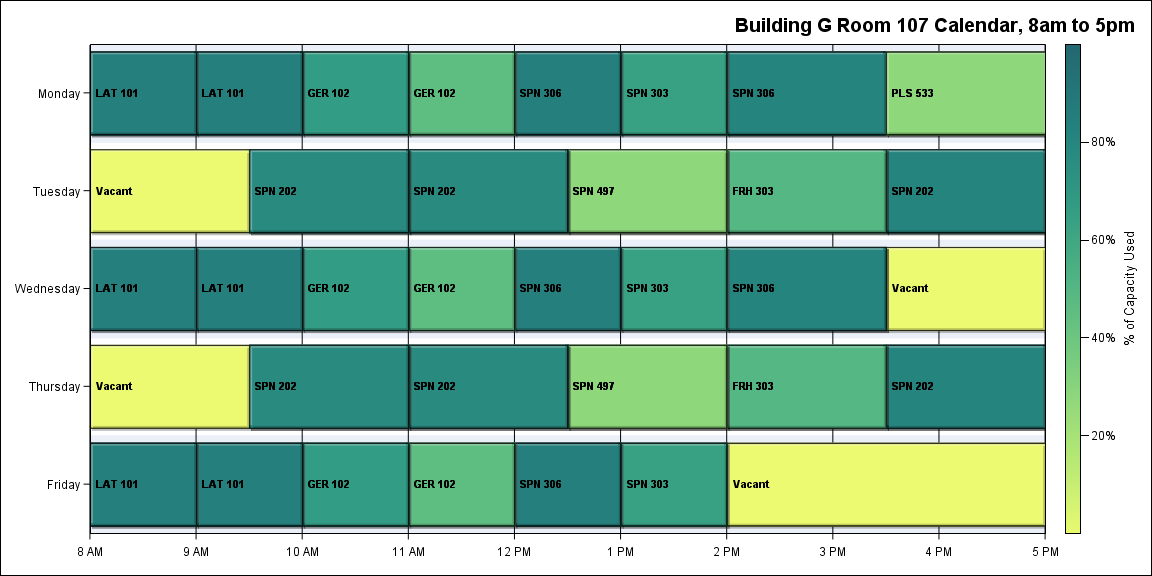 Building G Room 107 Calendar, 8am to 5pm
Monday
LAT 101 LAT 101 GER 102 GER 102 SPN 306 SPN 303 SPN 306 PLS 533
Tuesday
Vacant SPN 202 SPN 202 SPN 497 FRH 303 SPN 202
Wednesday
LAT 101 LAT 101 GER 102 GER 102 SPN 306 SPN 303 SPN 306 Vacant
Thursday
Vacant SPN 202 SPN 202 SPN 497 FRH 303 SPN 202
Friday
LAT 101 LAT 101 GER 102 GER 102 SPN 306 SPN 303 Vacant
8 AM 9 AM 10 AM 11 AM 12 PM 1 PM 2 PM 3 PM 4 PM 5 PM
80%
60%
40%
20%
% of Capacity Used